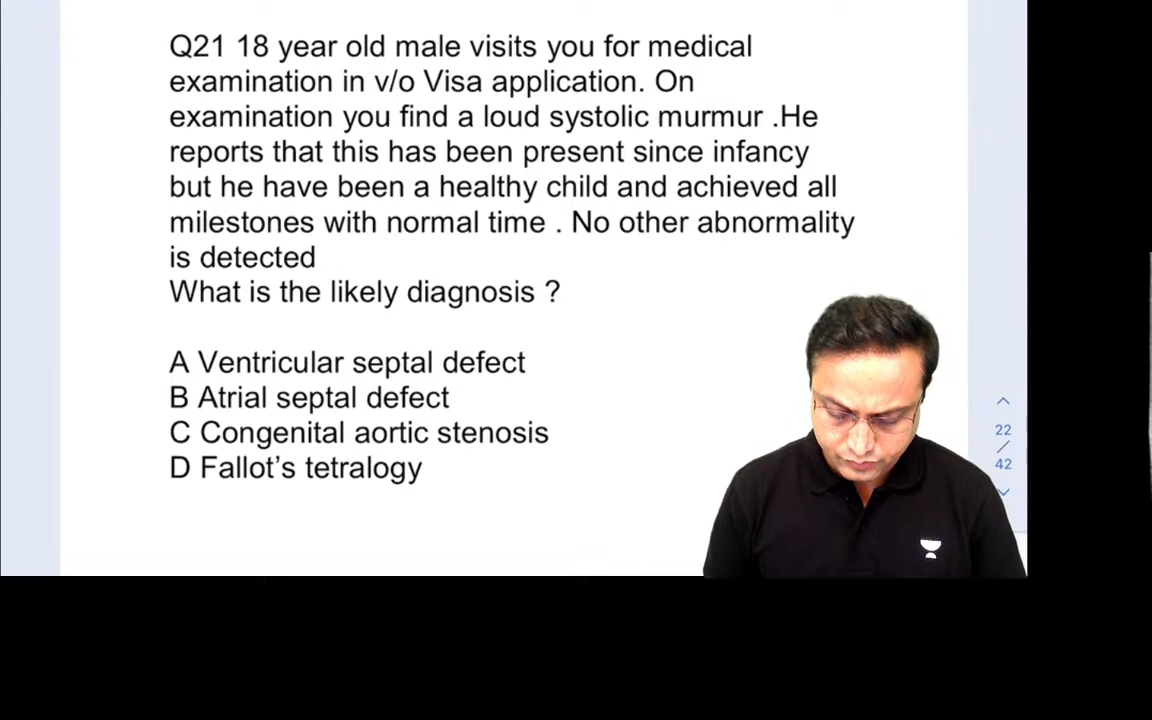 Q21 18 year old male visits you for medical
examination in v/o Visa application. On
examination you find a loud systolic murmur .He
reports that this has been present since infancy
but he have been a healthy child and achieved all
milestones with normal time . No other abnormality
is detected
What is the likely diagnosis ?
A Ventricular septal defect
B Atrial septal defect
C Congenital aortic stenosis
D Fallot’s tetralogy
22
/
42